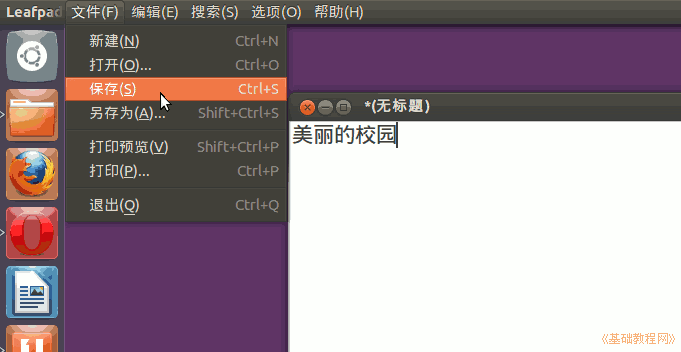 Leafpad 文件(F) 编辑(E) 搜索(S) 选项(O) 帮助(H)
新建(N) Ctrl+N
打开(O)... Ctrl+O
保存(S) Ctrl+S
另存为(A)... Shift+Ctrl+S
打印预览(V) Shift+Ctrl+P
打印(P)... Ctrl+P
退出(Q) Ctrl+Q
*(无标题)
美丽的校园
《基础教程网》